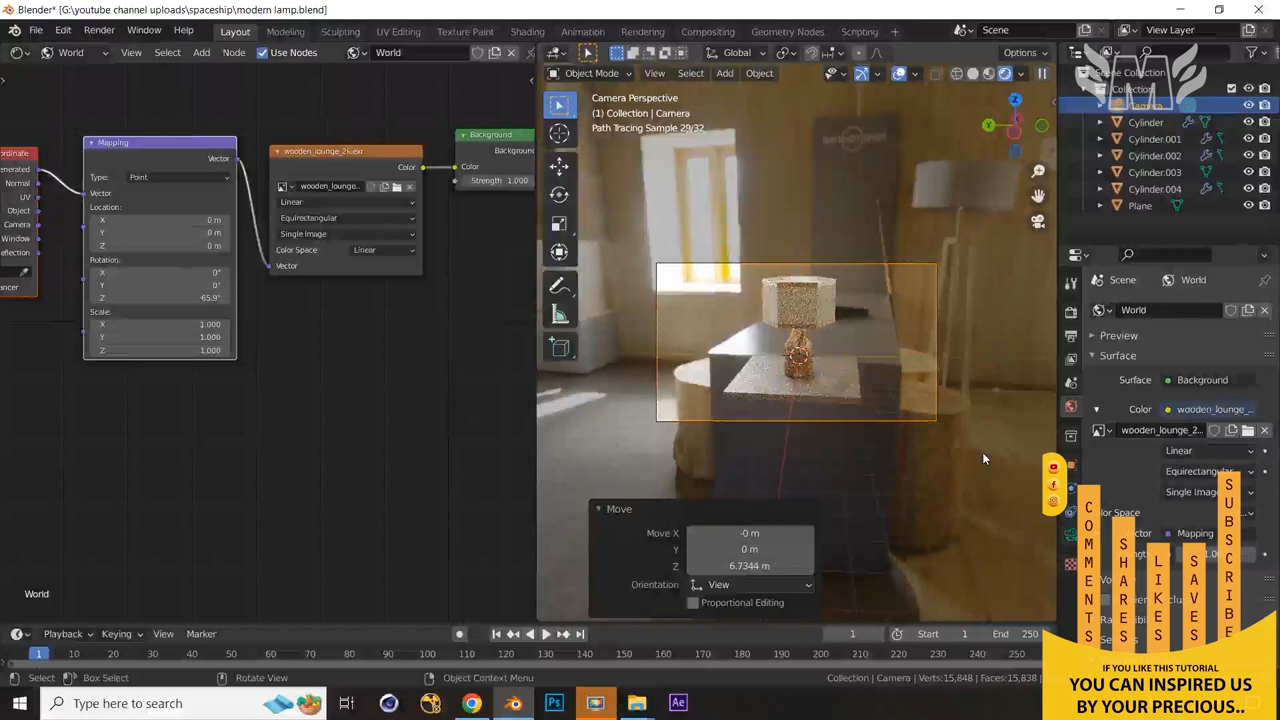 Blender* [G:\youtube channel uploads\spaceship\modern lamp.blend]
File Edit Render Window Help Layout Modeling Sculpting UV Editing Texture Paint Shading Animation Rendering Compositing Geometry Nodes Scripting + Scene View Layer
World View Select Add Node Use Nodes World
Global Options
Object Mode View Select Add Object
Camera Perspective
(1) Collection | Camera
Path Tracing Sample 29/32
Mapping
Vector
Type: Point
Vector
Location:
X 0 m
Y 0 m
Z 0 m
Rotation:
X 0°
Y 0°
Z -65.9°
Scale:
X 1.000
Y 1.000
Z 1.000
Normal
UV
Object
Camera
Window
wooden_lounge_2k.exr
Color
wooden_lounge...
Linear
Equirectangular
Single Image
Color Space Linear
Vector
Background
Background
Color
Strength 1.000
World
Move
Move X -0 m
Y 0 m
Z 6.7344 m
Orientation View
Proportional Editing
Scene Collection
Collection
Camera
Cylinder
Cylinder.001
Cylinder.002
Cylinder.003
Cylinder.004
Plane
Scene World
World
Preview
Surface
Surface Background
Color wooden_lounge_...
wooden_lounge_2...
Linear
Equirectangular
Single Imag
Mapping
Playback Keying View Marker 1 Start 1 End 250
1 10 20 30 40 50 60 70 80 90 100 110 120 130 140 150 160 170 180 190 200 210 220 230 240 250
Select Box Select Rotate View Object Context Menu Collection | Camera | Verts:15,848 | Faces:15,838
Type here to search
Ps
Ae
COMMENTS
SHARES
LIKES
SAVES
SUBSCRIBE
IF YOU LIKE THIS TUTORIAL
YOU CAN INSPIRED US
BY YOUR PRECIOUS..